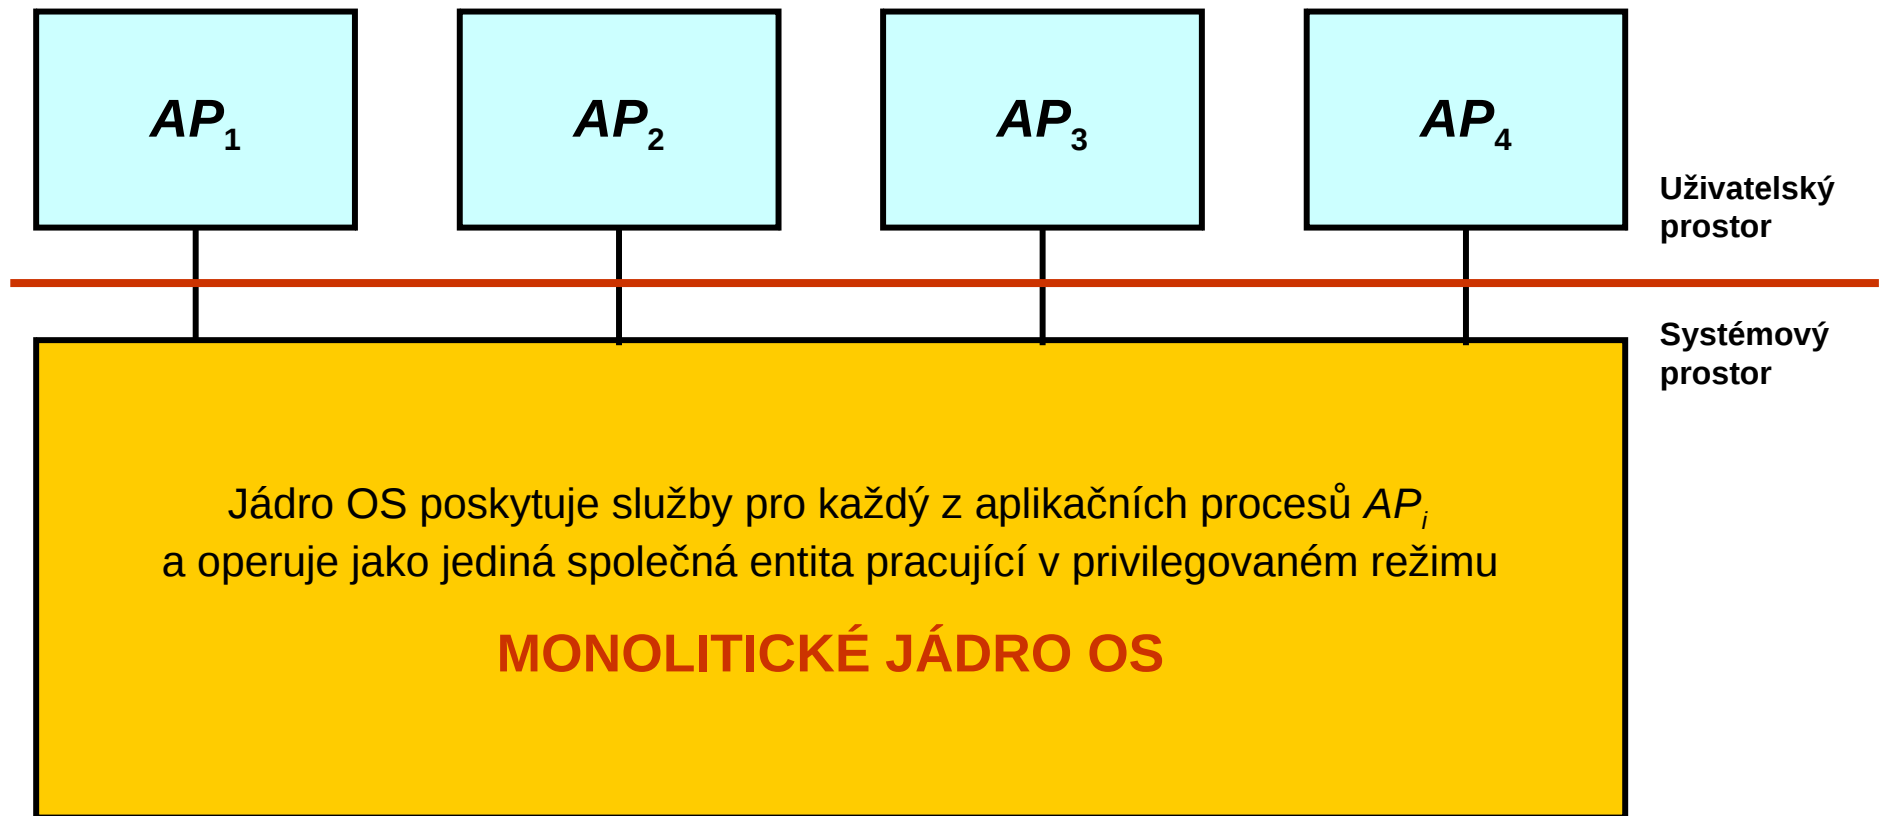 AP1 AP2 AP3 AP4
Uživatelský
prostor
Systémový
prostor
Jádro OS poskytuje služby pro každý z aplikačních procesů APi
a operuje jako jediná společná entita pracující v privilegovaném režimu
MONOLITICKÉ JÁDRO OS